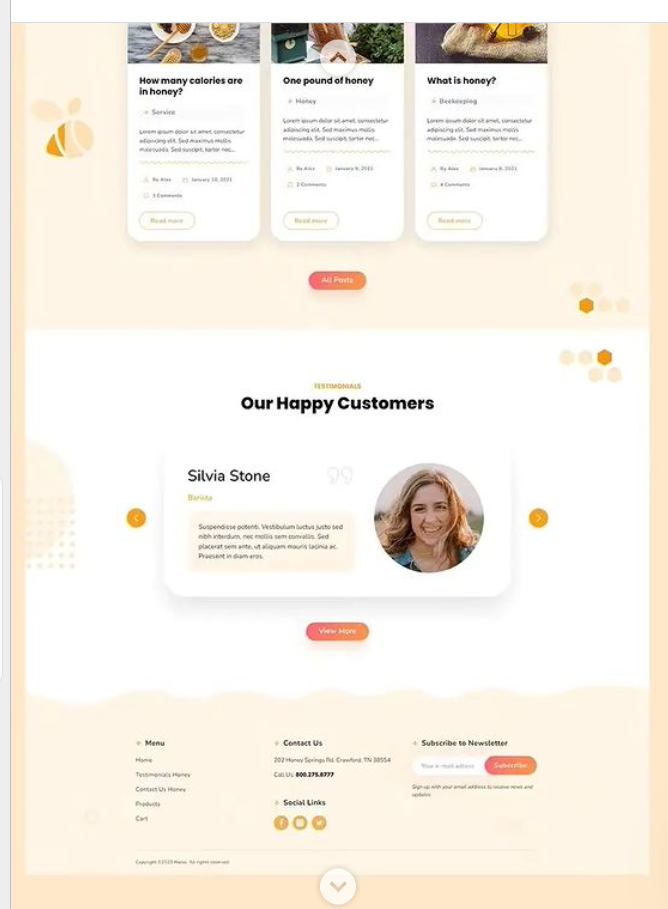 How many calories are
in honey?
One pound of honey
What is honey?
Service
Honey
Beekeeping
Lorem ipsum dolor sit amet, consectetur
adipiscing elit. Sed maximus mollis
malesuada. Sed suscipit, tortor nec...
Lorem ipsum dolor sit amet, consectetur
adipiscing elit. Sed maximus mollis
malesuada. Sed suscipit, tortor nec...
Lorem ipsum dolor sit amet, consectetur
adipiscing elit. Sed maximus mollis
malesuada. Sed suscipit, tortor nec...
By Alex January 10, 2021
3 Comments
By Alex January 9, 2021
2 Comments
By Alex January 8, 2021
4 Comments
Read more
Read more
Read more
All Posts
TESTIMONIALS
Our Happy Customers
Silvia Stone
Barista
Suspendisse potenti. Vestibulum luctus justo sed
nibh interdum, nec mollis sem convallis. Sed
placerat sem ante, ut aliquam mauris lacinia ac.
Praesent in diam eros.
View More
Menu
Home
Testimonials Honey
Contact Us Honey
Products
Cart
Contact Us
202 Honey Springs Rd. Crawford, TN 38554
Call Us: 800.275.8777
Social Links
Subscribe to Newsletter
Your e-mail address
Subscribe
Sign up with your email address to receive news and
updates
Copyright ©2023 All rights reserved